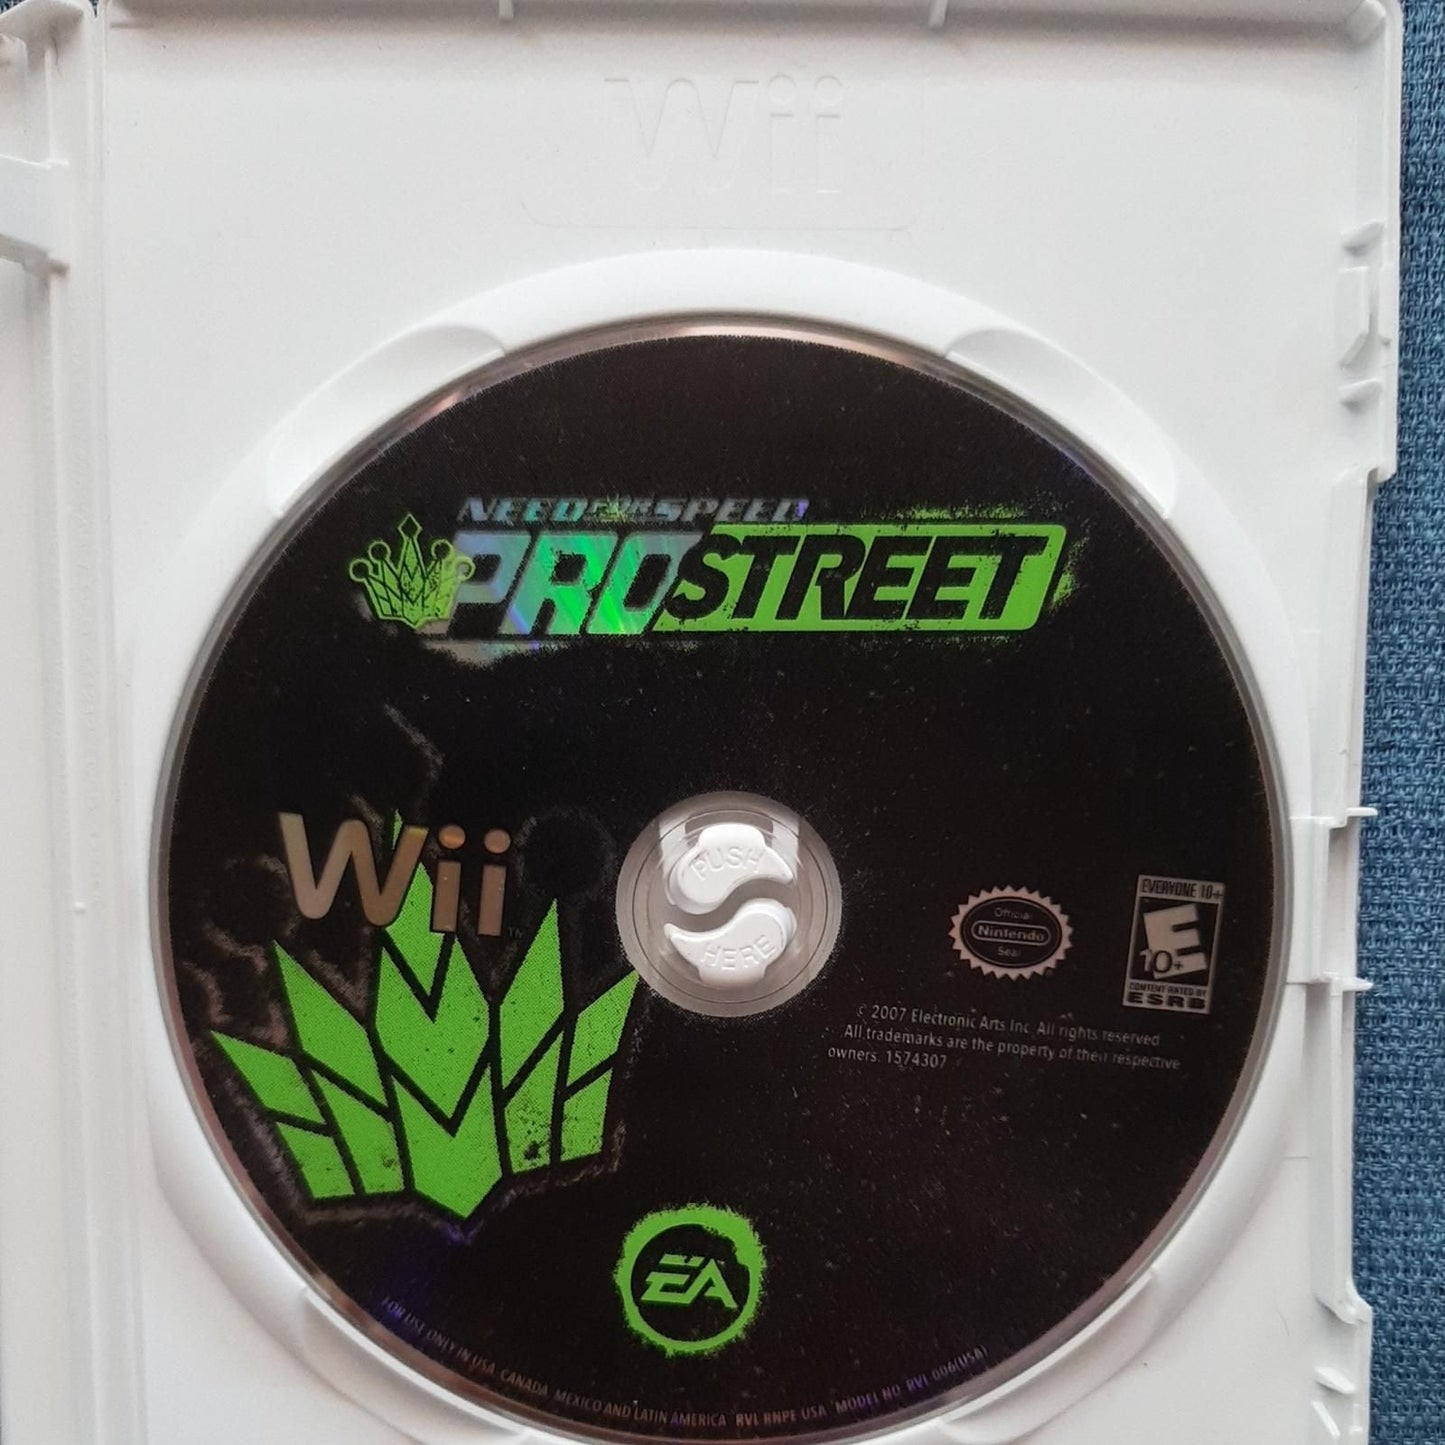 Wii
NEED FOR SPEED
PROSTREET
Wii™
PUSH
HERE
Official
Nintendo
Seal
EVERYONE 10+
E
10+
CONTENT RATED BY
ESRB
© 2007 Electronic Arts Inc. All rights reserved
All trademarks are the property of their respective
owners. 1574307
EA
FOR USE ONLY IN USA, CANADA, MEXICO AND LATIN AMERICA RVL RNPE USA MODEL NO RVL 006(USA)